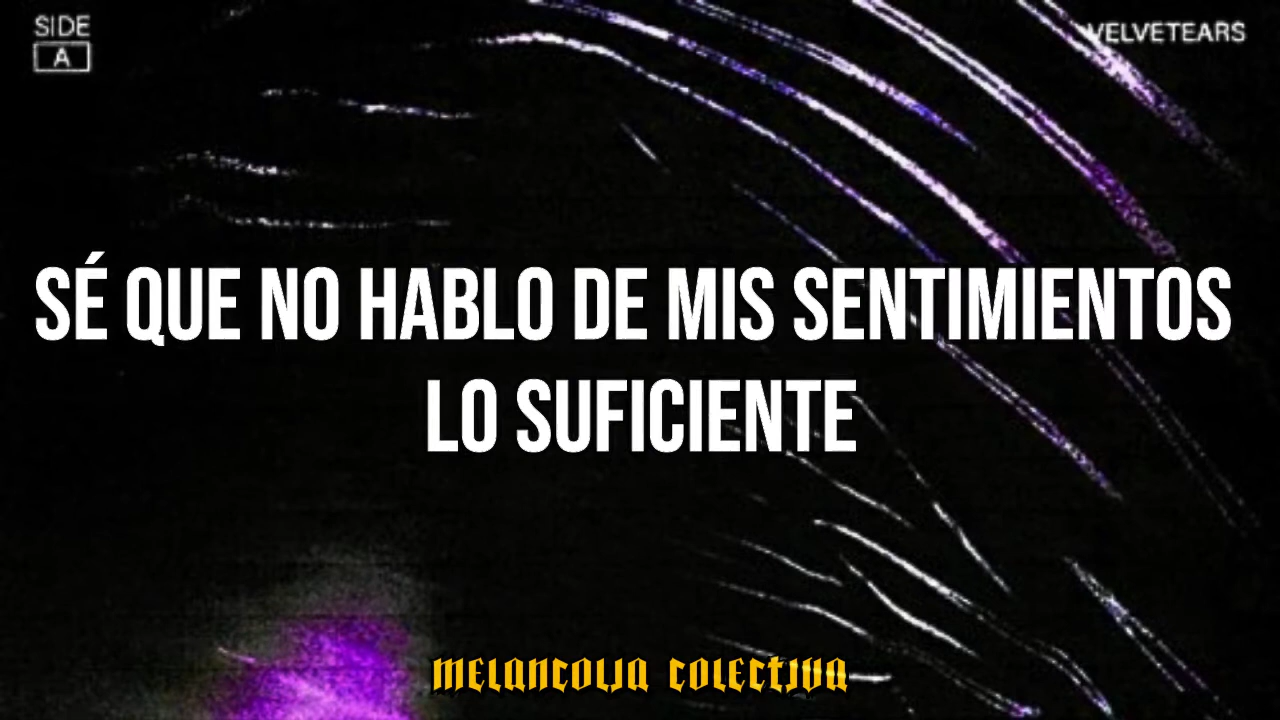 SIDE
A
VELVETEARS
SÉ QUE NO HABLO DE MIS SENTIMIENTOS
LO SUFICIENTE
MELANCOLIA COLECTIVA